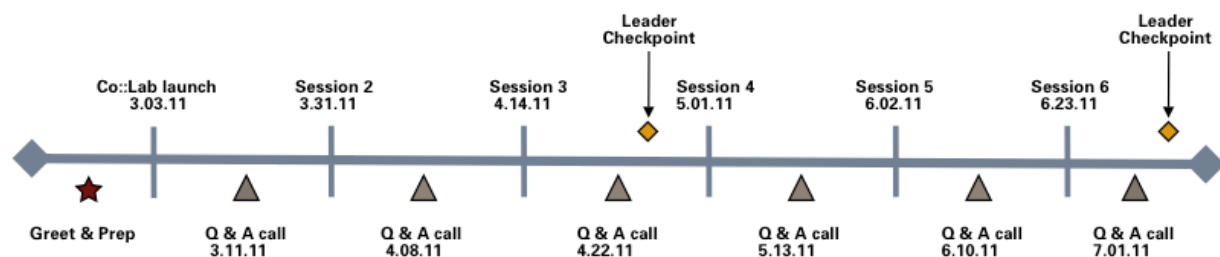 Leader
Checkpoint
Leader
Checkpoint
Co::Lab launch
3.03.11
Session 2
3.31.11
Session 3
4.14.11
Session 4
5.01.11
Session 5
6.02.11
Session 6
6.23.11
Greet & Prep
Q & A call
3.11.11
Q & A call
4.08.11
Q & A call
4.22.11
Q & A call
5.13.11
Q & A call
6.10.11
Q & A call
7.01.11